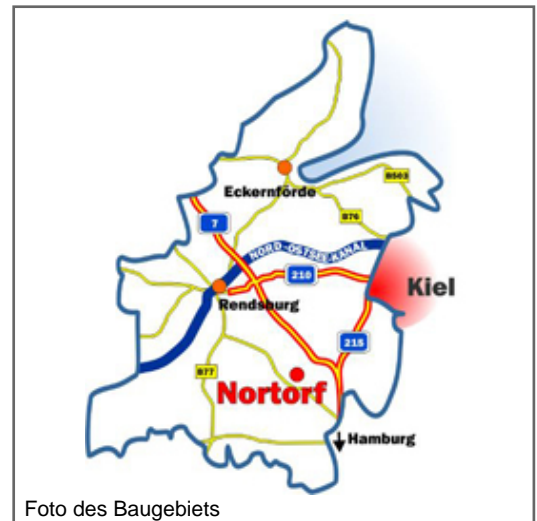 B503
Eckernförde
B76
7
NORD-OSTSEE-KANAL
210
Kiel
Rendsburg
215
B77
Nortorf
Hamburg
Foto des Baugebiets